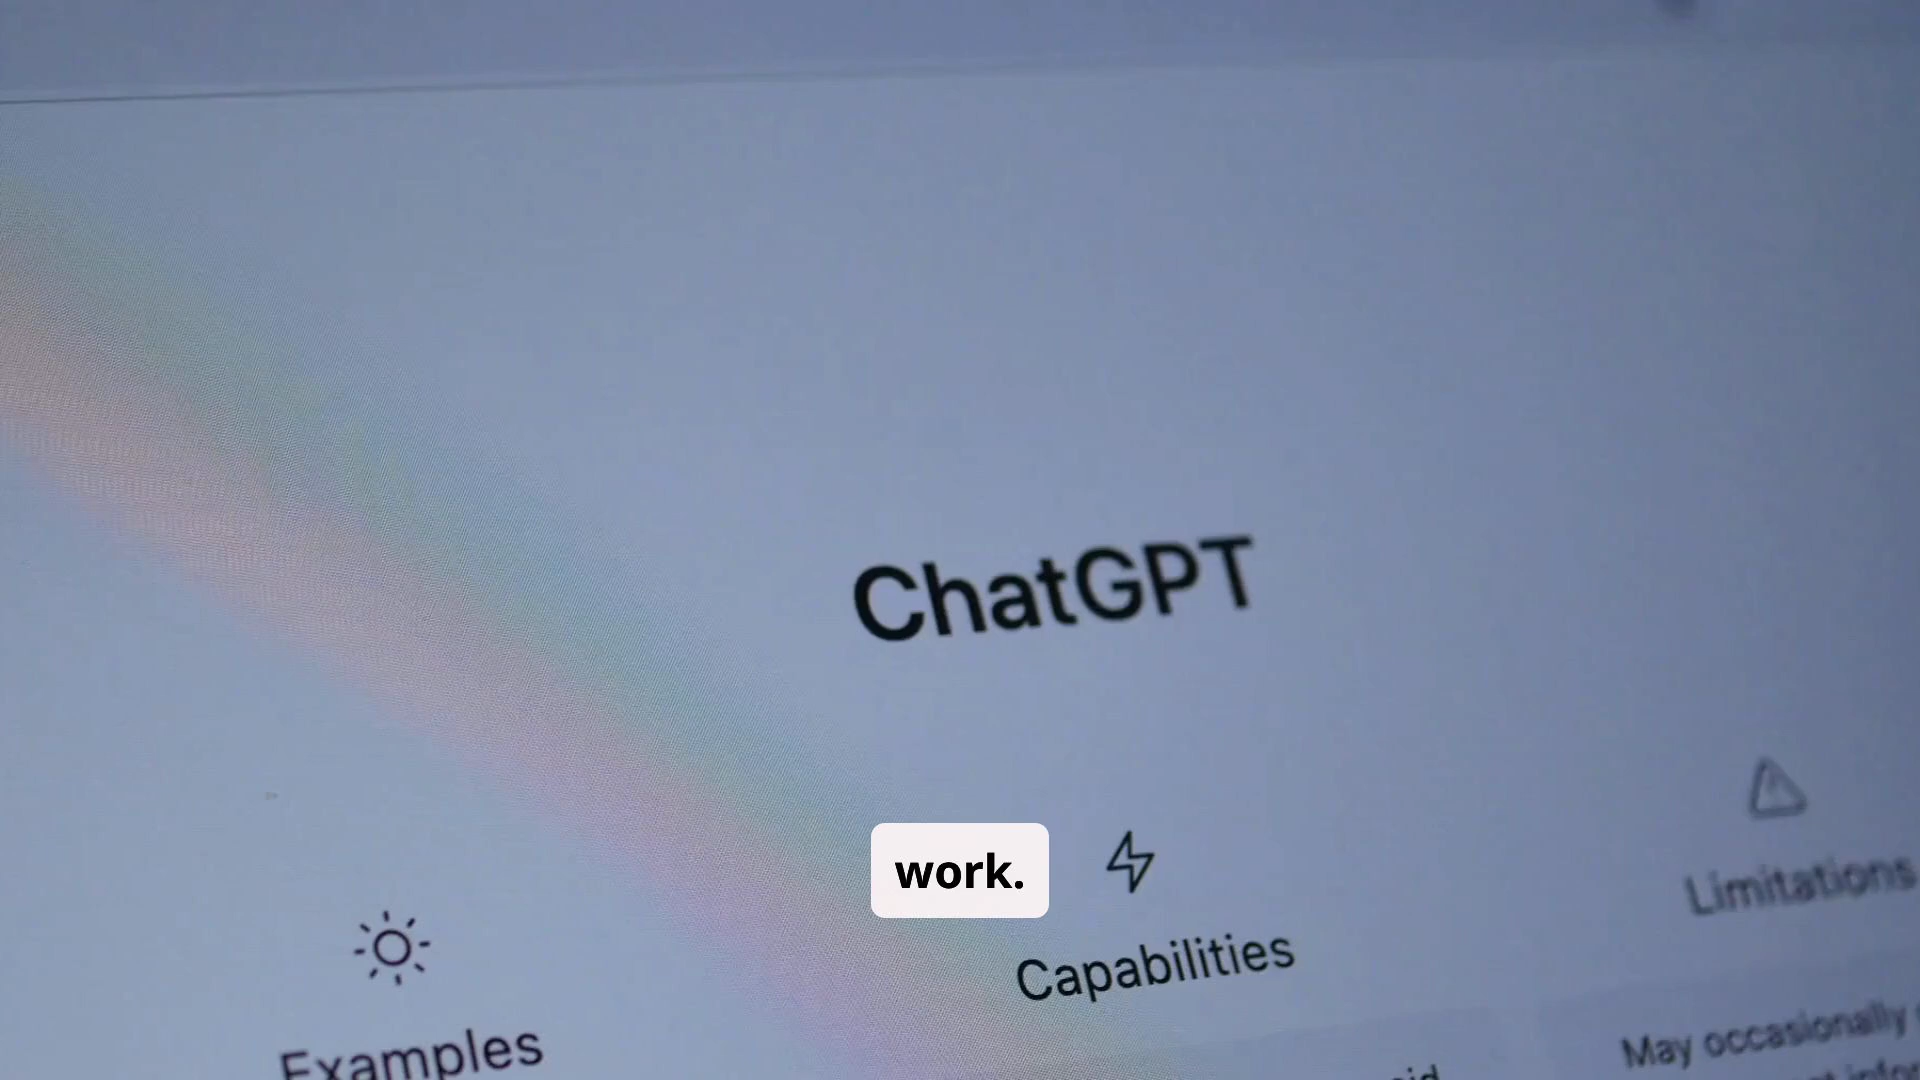 ChatGPT
work.
Limitations
Capabilities
Examples
May occasionally